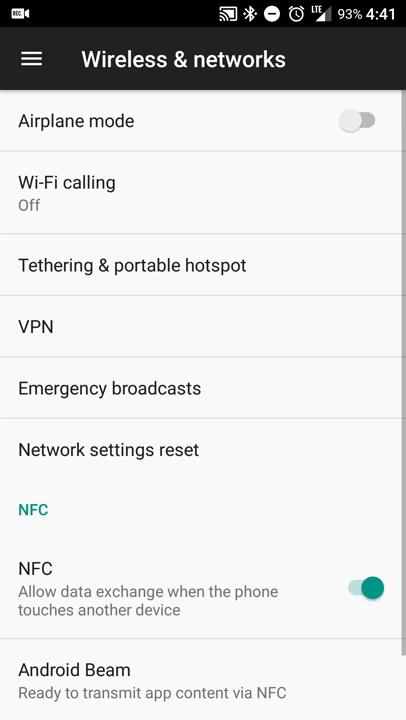 REC
LTE 93% 4:41
Wireless & networks
Airplane mode
Wi-Fi calling
Off
Tethering & portable hotspot
VPN
Emergency broadcasts
Network settings reset
NFC
NFC
Allow data exchange when the phone
touches another device
Android Beam
Ready to transmit app content via NFC